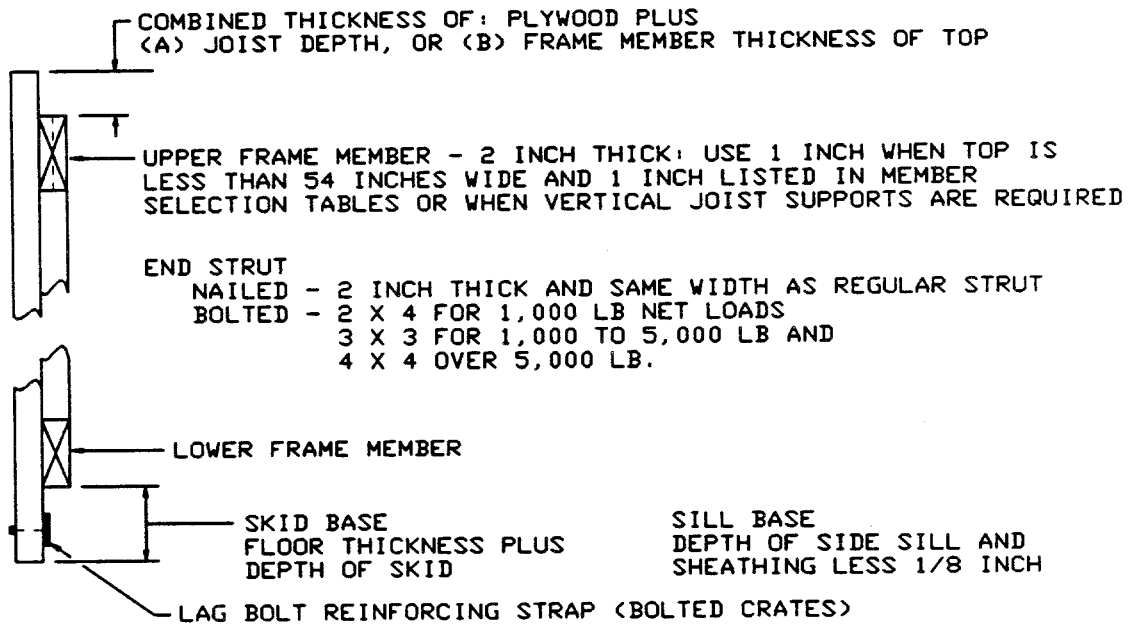 COMBINED THICKNESS OF: PLYWOOD PLUS
(A) JOIST DEPTH, OR (B) FRAME MEMBER THICKNESS OF TOP
UPPER FRAME MEMBER - 2 INCH THICK: USE 1 INCH WHEN TOP IS
LESS THAN 54 INCHES WIDE AND 1 INCH LISTED IN MEMBER
SELECTION TABLES OR WHEN VERTICAL JOIST SUPPORTS ARE REQUIRED
END STRUT
NAILED - 2 INCH THICK AND SAME WIDTH AS REGULAR STRUT
BOLTED - 2 X 4 FOR 1,000 LB NET LOADS
3 X 3 FOR 1,000 TO 5,000 LB AND
4 X 4 OVER 5,000 LB.
LOWER FRAME MEMBER
SKID BASE
FLOOR THICKNESS PLUS
DEPTH OF SKID
SILL BASE
DEPTH OF SIDE SILL AND
SHEATHING LESS 1/8 INCH
LAG BOLT REINFORCING STRAP (BOLTED CRATES)